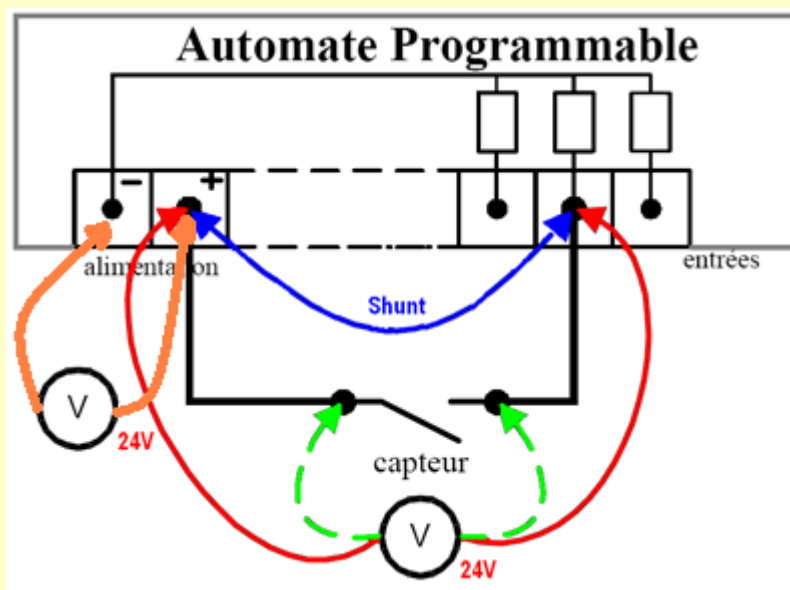 Automate Programmable
− +
alimentation
entrées
Shunt
V
24V
capteur
V
24V